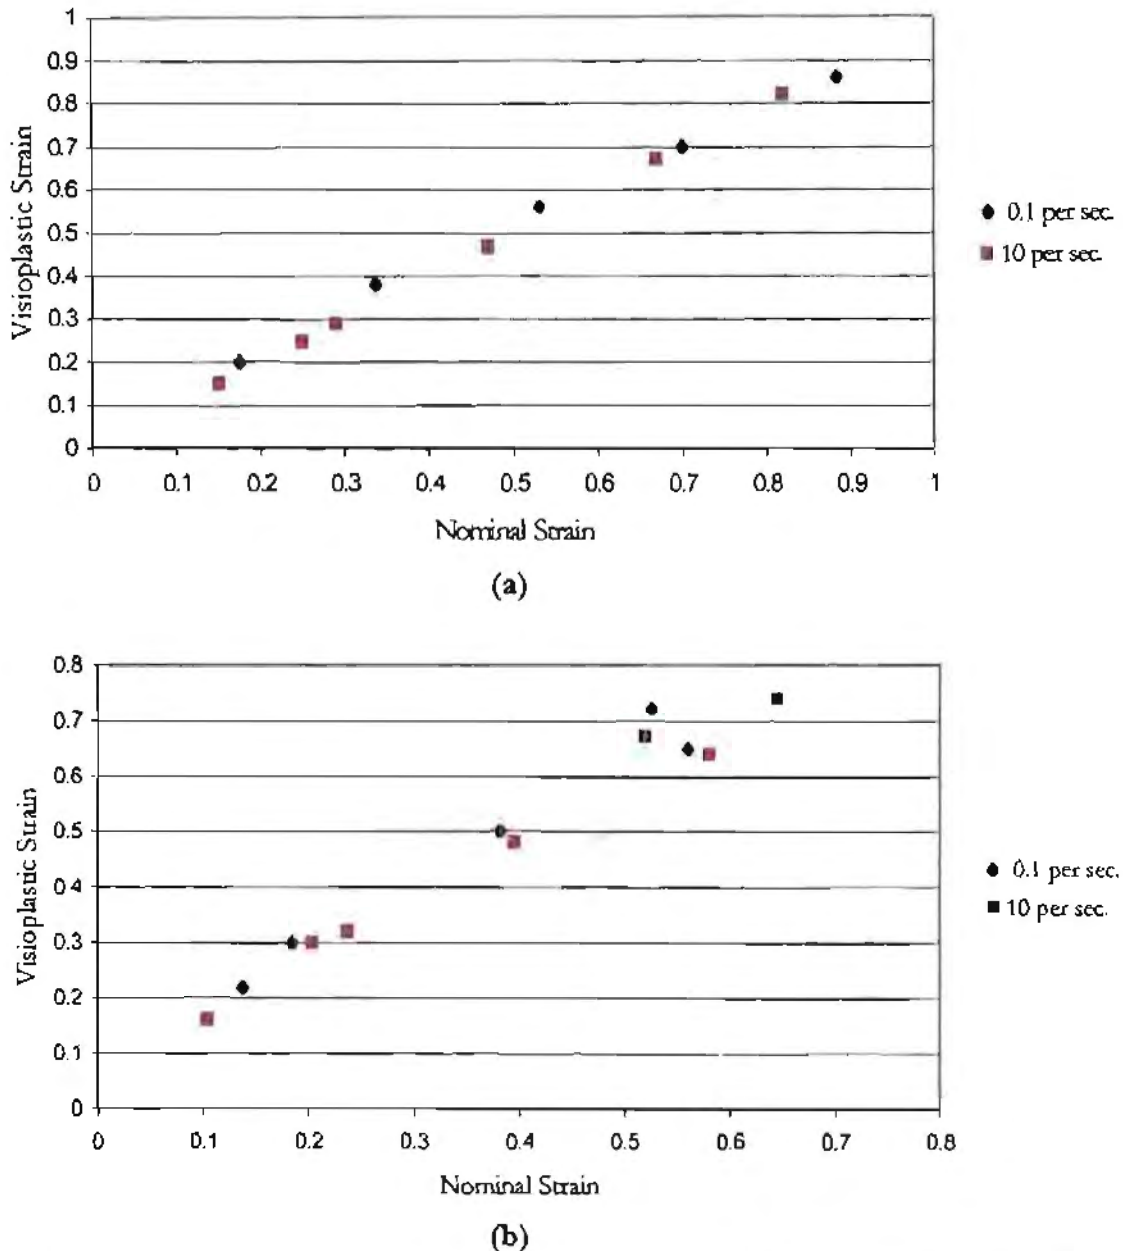 1
0.9
0.8
0.7
0.6
0.5
0.4
0.3
0.2
0.1
0
Visioplastic Strain
0 0.1 0.2 0.3 0.4 0.5 0.6 0.7 0.8 0.9 1
Nominal Strain
0.1 per sec.
10 per sec.
(a)
0.8
0.7
0.6
0.5
0.4
0.3
0.2
0.1
0
Visioplastic Strain
0 0.1 0.2 0.3 0.4 0.5 0.6 0.7 0.8
Nominal Strain
0.1 per sec.
10 per sec.
(b)